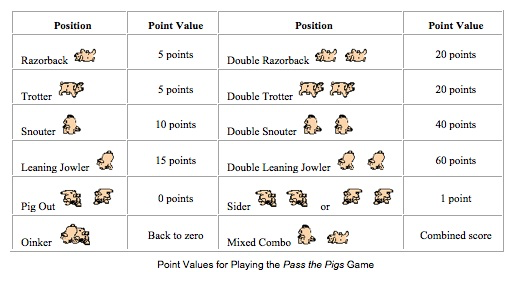 Position Point Value Position Point Value
Razorback 5 points Double Razorback 20 points
Trotter 5 points Double Trotter 20 points
Snouter 10 points Double Snouter 40 points
Leaning Jowler 15 points Double Leaning Jowler 60 points
Pig Out 0 points Sider or 1 point
Oinker Back to zero Mixed Combo Combined score
Point Values for Playing the Pass the Pigs Game